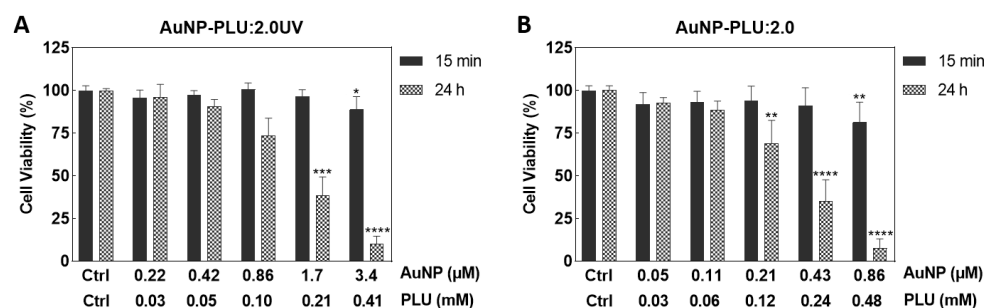 A
AuNP-PLU:2.0UV
15 min
24 h
Cell Viability (%)
125
100
75
50
25
0
*
***
****
Ctrl 0.22 0.42 0.86 1.7 3.4 AuNP (µM)
Ctrl 0.03 0.05 0.10 0.21 0.41 PLU (mM)
B
AuNP-PLU:2.0
15 min
24 h
Cell Viability (%)
125
100
75
50
25
0
**
**
****
****
Ctrl 0.05 0.11 0.21 0.43 0.86 AuNP (µM)
Ctrl 0.03 0.06 0.12 0.24 0.48 PLU (mM)